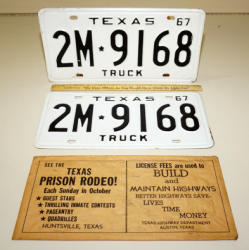 TEXAS 67
2M★9168
TRUCK
TEXAS 67
2M★9168
TRUCK
SEE THE
TEXAS
PRISON RODEO!
Each Sunday in October
★ GUEST STARS
★ THRILLING INMATE CONTESTS
★ PAGEANTRY
★ QUADRILLES
HUNTSVILLE, TEXAS
LICENSE FEES are used to
BUILD
and
MAINTAIN HIGHWAYS
BETTER HIGHWAYS SAVE:
LIVES
TIME
MONEY
TEXAS HIGHWAY DEPARTMENT
AUSTIN, TEXAS